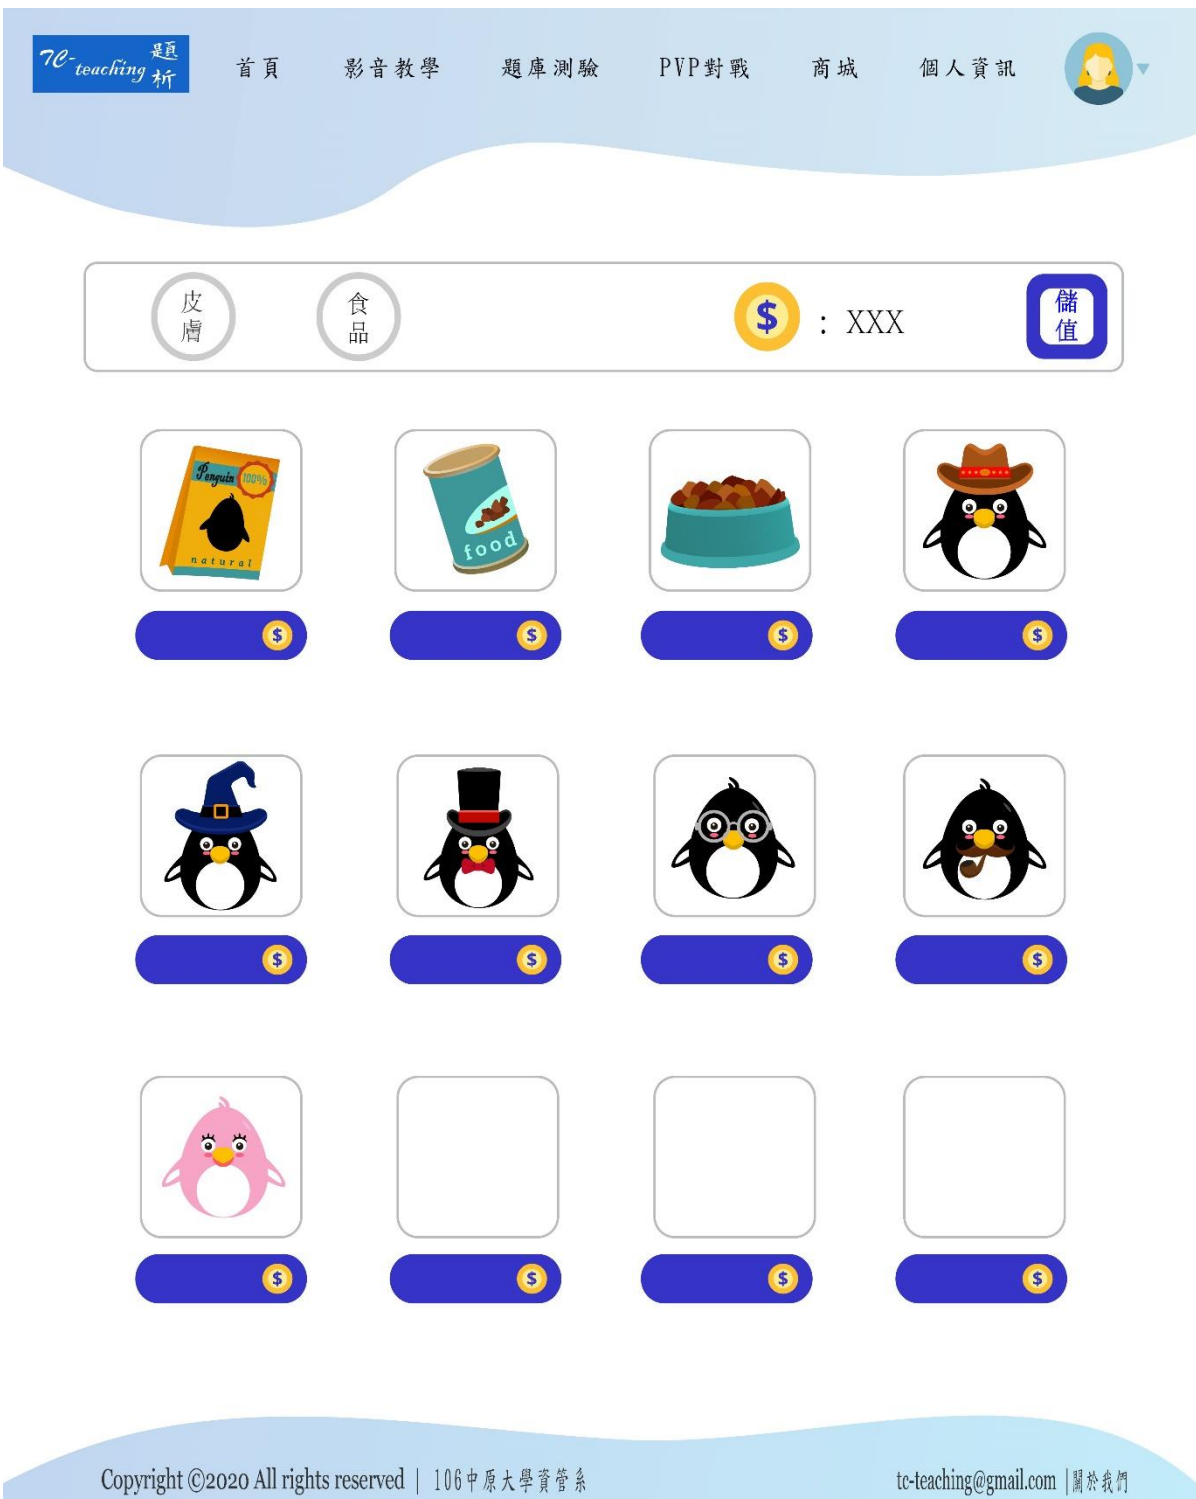 TC-teaching 題析
首頁 影音教學 題庫測驗 PVP對戰 商城 個人資訊
皮膚 食品 $ : XXX 儲值
Penguin 100%
natural
food
$ $ $ $
$ $ $ $
$ $ $ $
Copyright ©2020 All rights reserved | 106中原大學資管系 tc-teaching@gmail.com |關於我們